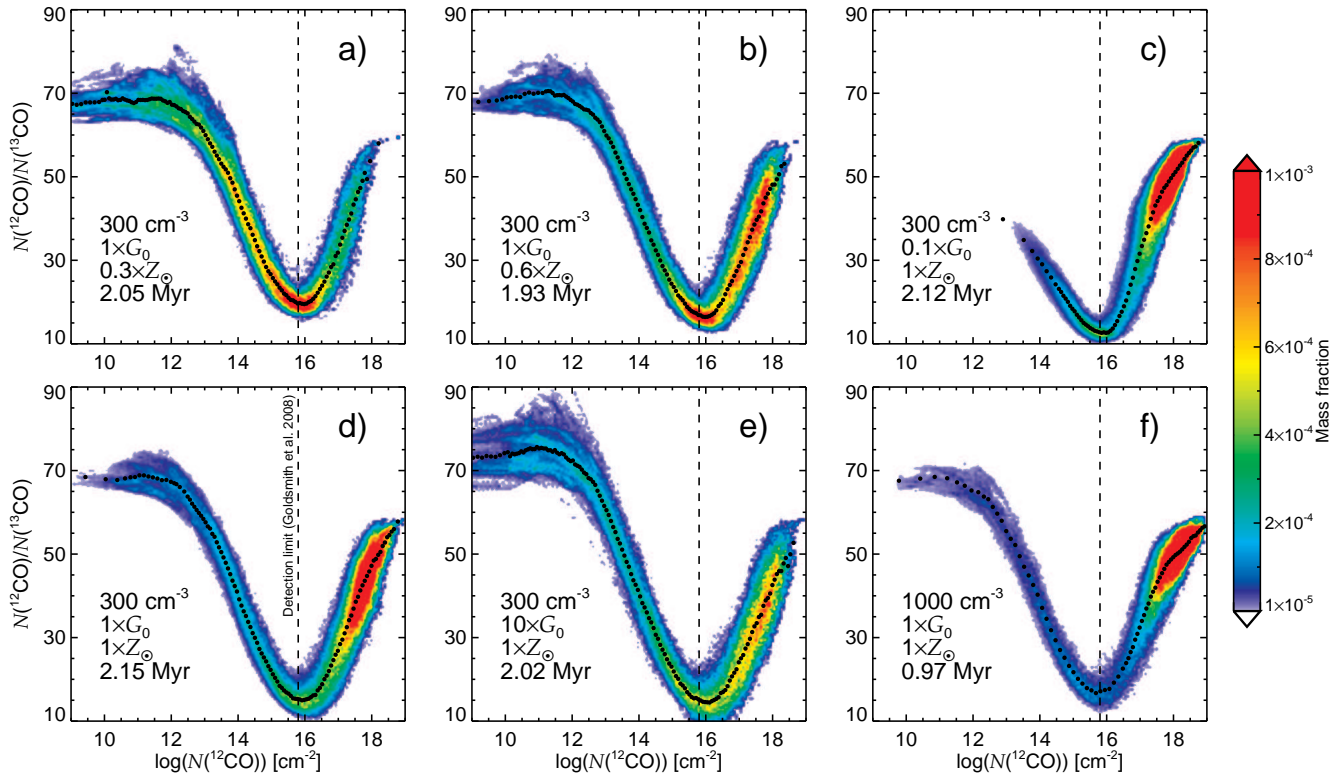 90
70
50
30
10
N(¹²CO)/N(¹³CO)
a)
300 cm⁻³
1×G₀
0.3×Z⊙
2.05 Myr
10 12 14 16 18
90
70
50
30
10
b)
300 cm⁻³
1×G₀
0.6×Z⊙
1.93 Myr
10 12 14 16 18
90
70
50
30
10
c)
300 cm⁻³
0.1×G₀
1×Z⊙
2.12 Myr
10 12 14 16 18
90
70
50
30
10
N(¹²CO)/N(¹³CO)
d)
Detection limit (Goldsmith et al. 2008)
300 cm⁻³
1×G₀
1×Z⊙
2.15 Myr
10 12 14 16 18
log(N(¹²CO)) [cm⁻²]
90
70
50
30
10
e)
300 cm⁻³
10×G₀
1×Z⊙
2.02 Myr
10 12 14 16 18
log(N(¹²CO)) [cm⁻²]
90
70
50
30
10
f)
1000 cm⁻³
1×G₀
1×Z⊙
0.97 Myr
10 12 14 16 18
log(N(¹²CO)) [cm⁻²]
1×10⁻³
8×10⁻⁴
6×10⁻⁴
4×10⁻⁴
2×10⁻⁴
1×10⁻⁵
Mass fraction